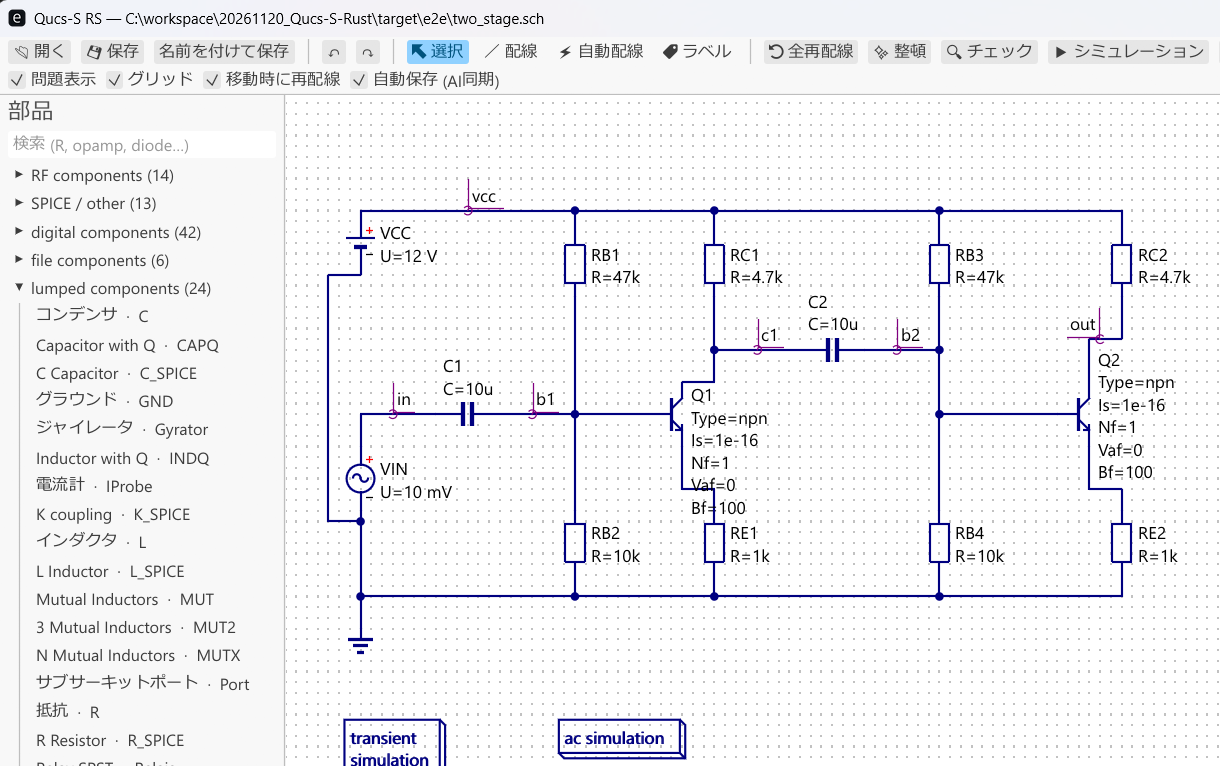 Qucs-S RS — C:\workspace\20261120_Qucs-S-Rust\target\e2e\two_stage.sch
開く 保存 名前を付けて保存 選択 配線 自動配線 ラベル 全再配線 整頓 チェック シミュレーション
問題表示 グリッド 移動時に再配線 自動保存 (AI同期)
部品
検索 (R, opamp, diode...)
RF components (14)
SPICE / other (13)
digital components (42)
file components (6)
lumped components (24)
コンデンサ · C
Capacitor with Q · CAPQ
C Capacitor · C_SPICE
グラウンド · GND
ジャイレータ · Gyrator
Inductor with Q · INDQ
電流計 · IProbe
K coupling · K_SPICE
インダクタ · L
L Inductor · L_SPICE
Mutual Inductors · MUT
3 Mutual Inductors · MUT2
N Mutual Inductors · MUTX
サブサーキットポート · Port
抵抗 · R
R Resistor · R_SPICE
vcc
VCC
U=12 V
RB1
R=47k
RC1
R=4.7k
RB3
R=47k
RC2
R=4.7k
C2
C=10u
c1
b2
out
C1
C=10u
in
b1
Q1
Type=npn
Is=1e-16
Nf=1
Vaf=0
Bf=100
Q2
Type=npn
Is=1e-16
Nf=1
Vaf=0
Bf=100
VIN
U=10 mV
RB2
R=10k
RE1
R=1k
RB4
R=10k
RE2
R=1k
transient
simulation
ac simulation